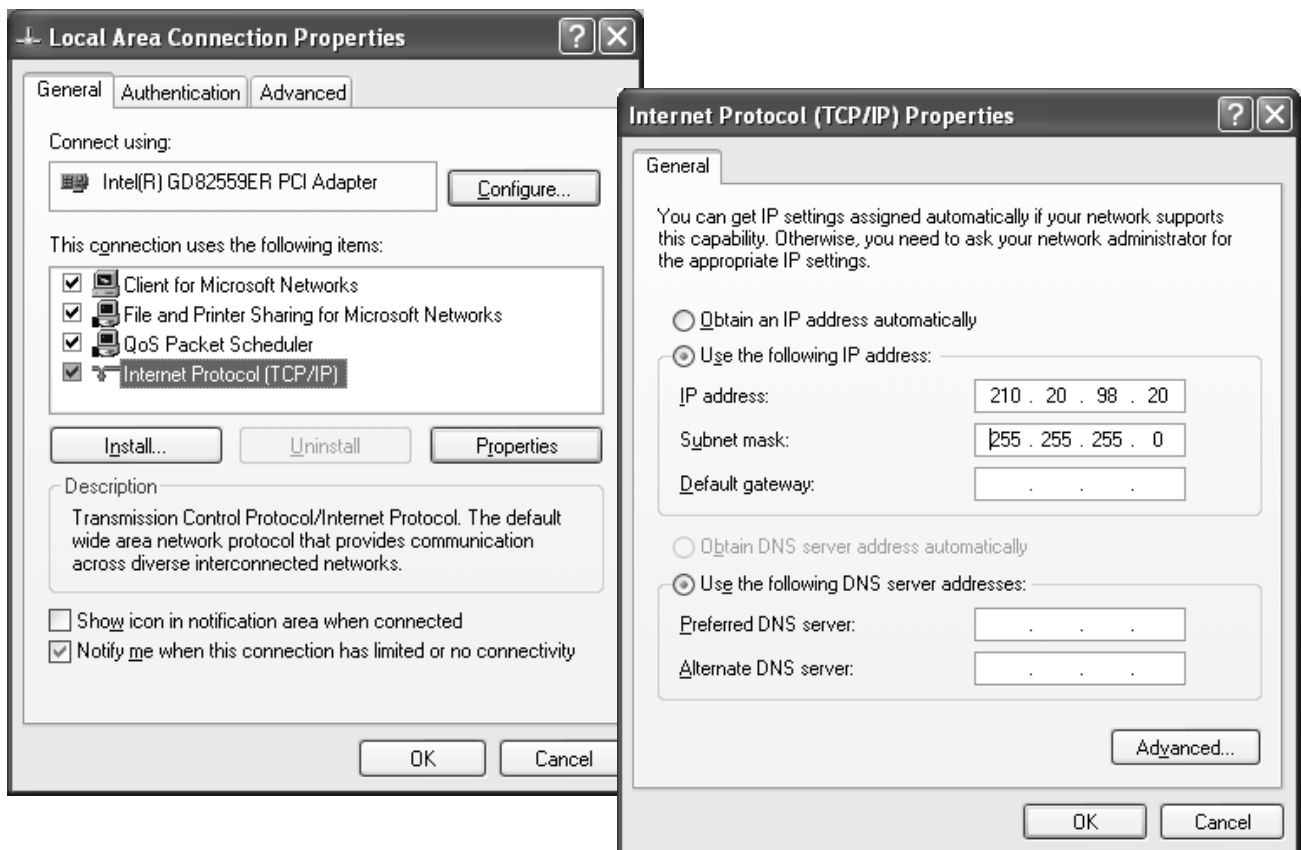 Local Area Connection Properties
General
Authentication
Advanced
Connect using:
Intel(R) GD82559ER PCI Adapter
Configure...
This connection uses the following items:
Client for Microsoft Networks
File and Printer Sharing for Microsoft Networks
QoS Packet Scheduler
Internet Protocol (TCP/IP)
Install...
Uninstall
Properties
Description
Transmission Control Protocol/Internet Protocol. The default
wide area network protocol that provides communication
across diverse interconnected networks.
Show icon in notification area when connected
Notify me when this connection has limited or no connectivity
OK
Cancel
Internet Protocol (TCP/IP) Properties
General
You can get IP settings assigned automatically if your network supports
this capability. Otherwise, you need to ask your network administrator for
the appropriate IP settings.
Obtain an IP address automatically
Use the following IP address:
IP address: 210 . 20 . 98 . 20
Subnet mask: 255 . 255 . 255 . 0
Default gateway: . . .
Obtain DNS server address automatically
Use the following DNS server addresses:
Preferred DNS server: . . .
Alternate DNS server: . . .
Advanced...
OK
Cancel